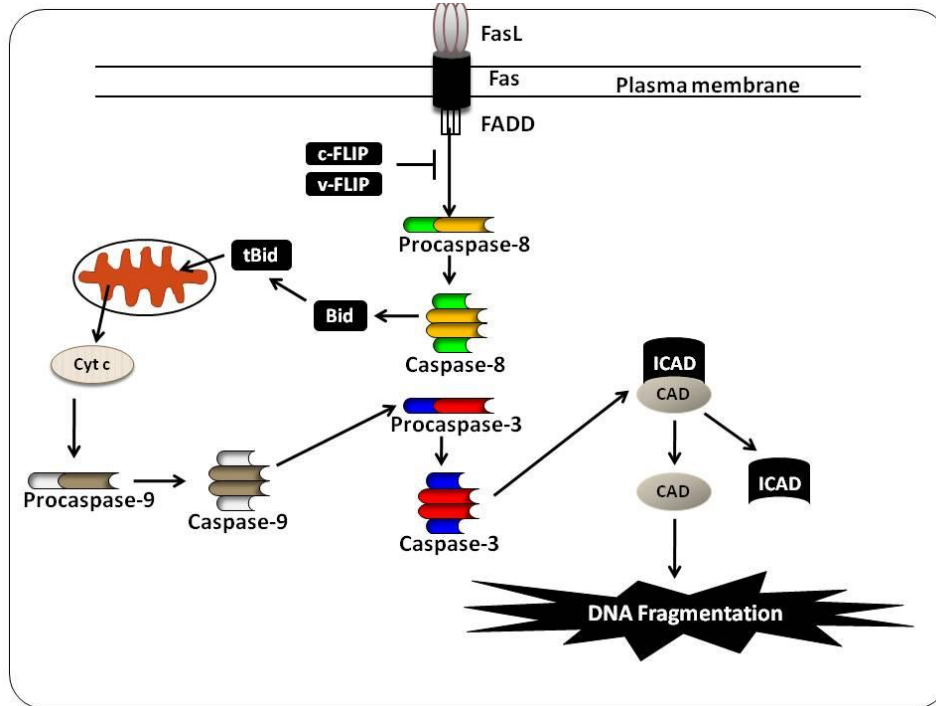 FasL
Fas
Plasma membrane
FADD
c-FLIP
v-FLIP
Procaspase-8
tBid
Bid
Caspase-8
Cyt c
ICAD
CAD
Procaspase-3
Procaspase-9
Caspase-9
Caspase-3
CAD
ICAD
DNA Fragmentation